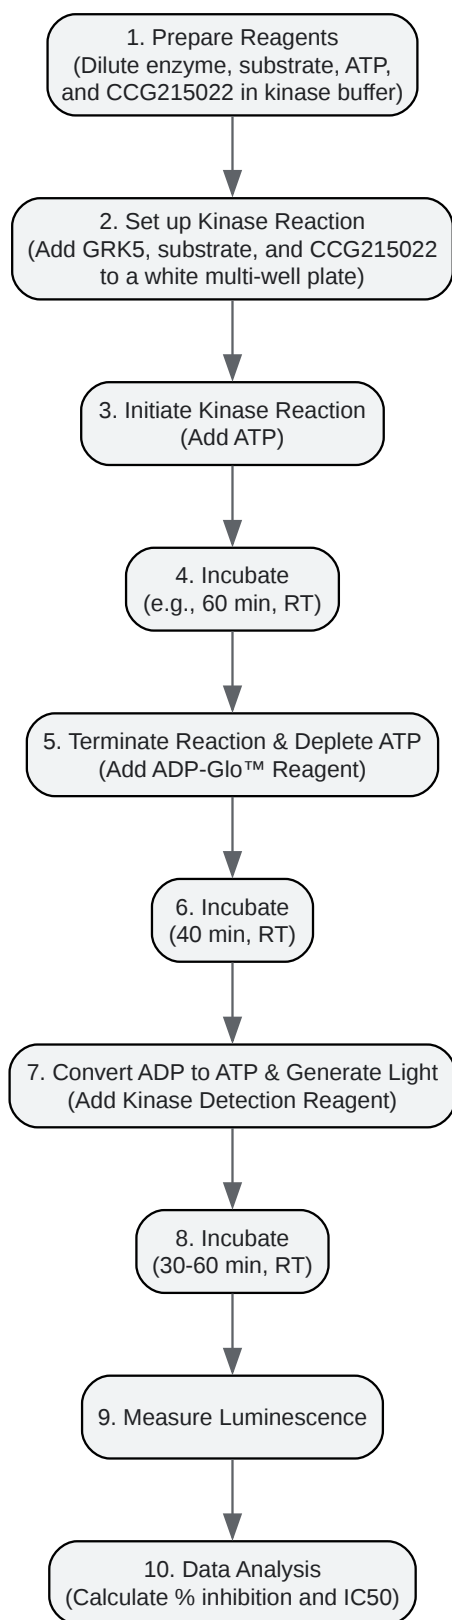 1. Prepare Reagents
(Dilute enzyme, substrate, ATP,
and CCG215022 in kinase buffer)
2. Set up Kinase Reaction
(Add GRK5, substrate, and CCG215022
to a white multi-well plate)
3. Initiate Kinase Reaction
(Add ATP)
4. Incubate
(e.g., 60 min, RT)
5. Terminate Reaction & Deplete ATP
(Add ADP-Glo™ Reagent)
6. Incubate
(40 min, RT)
7. Convert ADP to ATP & Generate Light
(Add Kinase Detection Reagent)
8. Incubate
(30-60 min, RT)
9. Measure Luminescence
10. Data Analysis
(Calculate % inhibition and IC50)